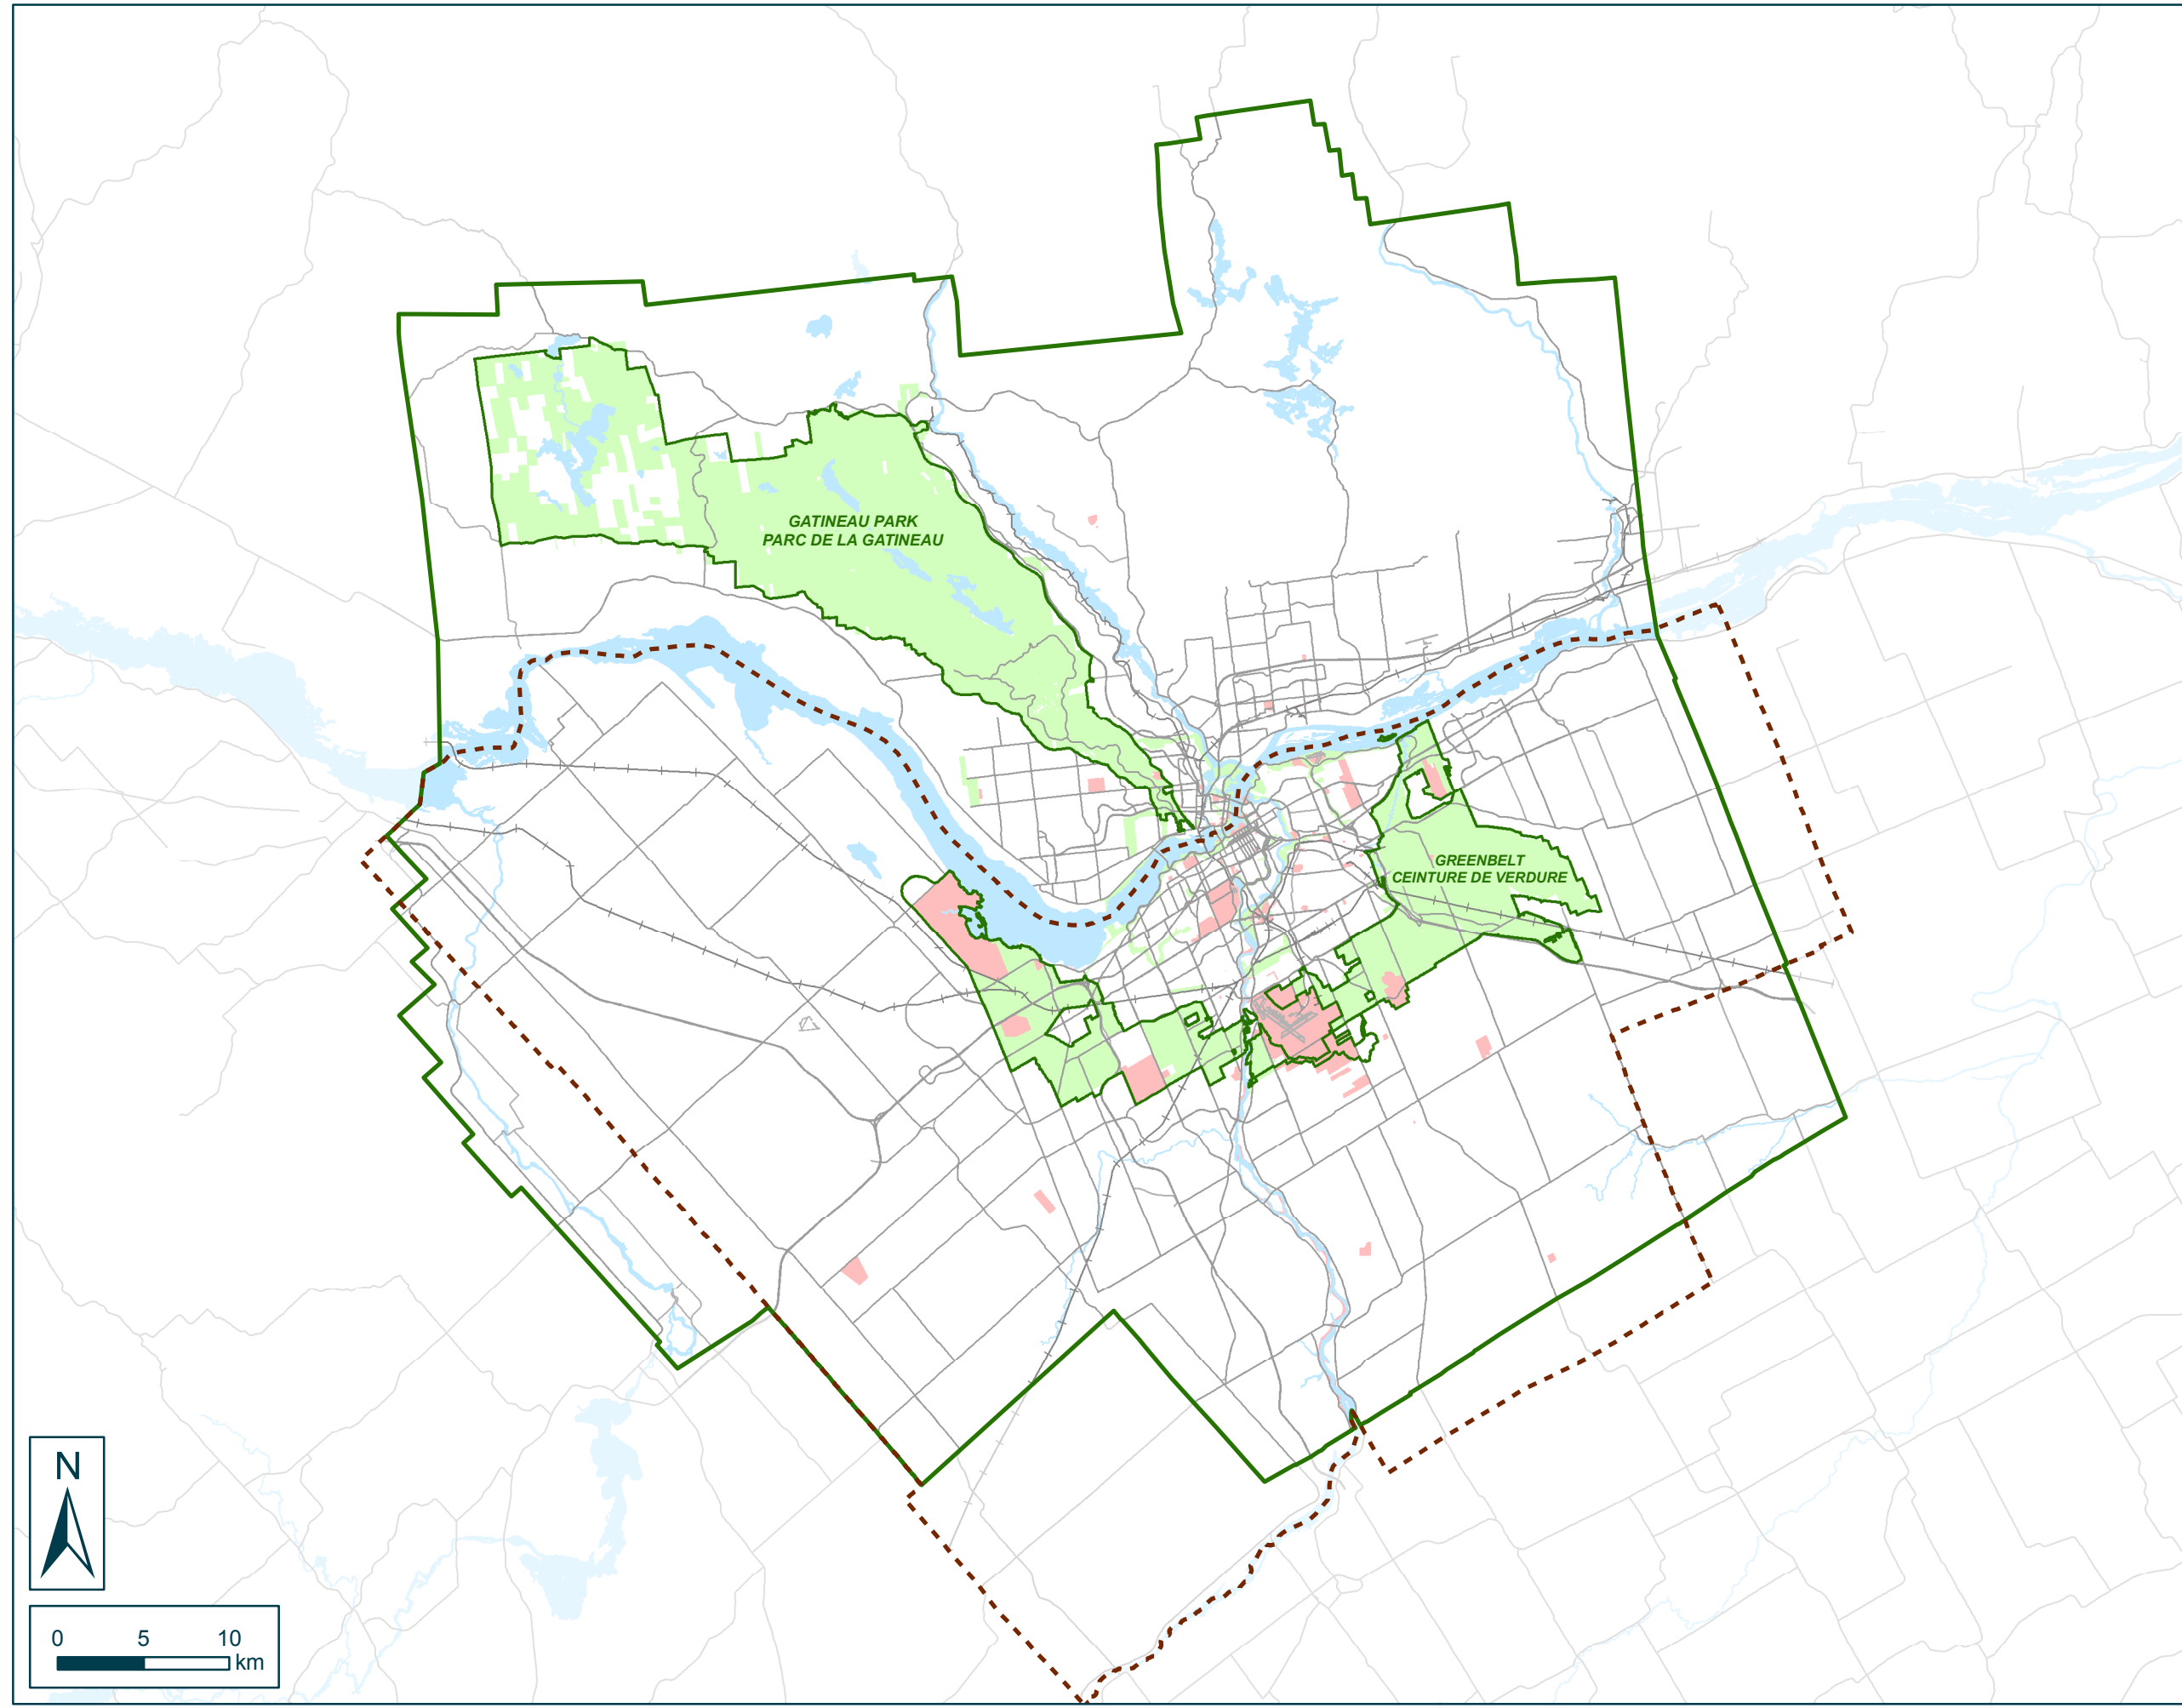 GATINEAU PARK
PARC DE LA GATINEAU
GREENBELT
CEINTURE DE VERDURE
N
0 5 10
km